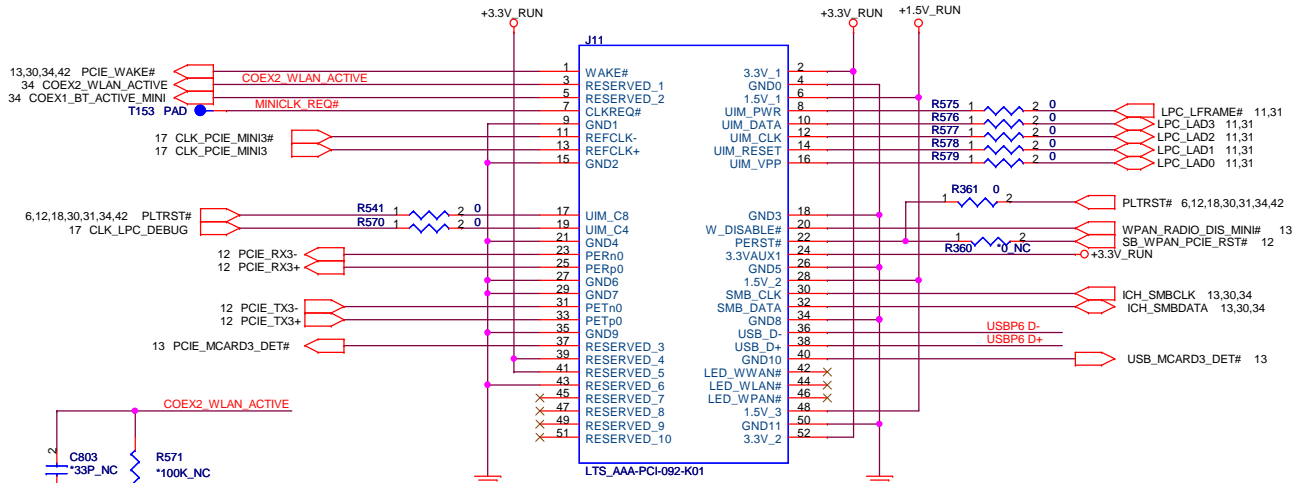 +3.3V_RUN +3.3V_RUN +1.5V_RUN
J11
13,30,34,42 PCIE_WAKE# 1 WAKE# 3.3V_1 2
34 COEX2_WLAN_ACTIVE COEX2_WLAN_ACTIVE 3 RESERVED_1 GND0 4
34 COEX1_BT_ACTIVE_MINI 5 RESERVED_2 1.5V_1 6
T153 PAD MINICLK_REQ# 7 CLKREQ# UIM_PWR 8 R575 1 2 0 LPC_LFRAME# 11,31
9 GND1 UIM_DATA 10 R576 1 2 0 LPC_LAD3 11,31
17 CLK_PCIE_MINI3# 11 REFCLK- UIM_CLK 12 R577 1 2 0 LPC_LAD2 11,31
17 CLK_PCIE_MINI3 13 REFCLK+ UIM_RESET 14 R578 1 2 0 LPC_LAD1 11,31
15 GND2 UIM_VPP 16 R579 1 2 0 LPC_LAD0 11,31
R361 0
1 2 PLTRST# 6,12,18,30,31,34,42
6,12,18,30,31,34,42 PLTRST# R541 1 2 0 17 UIM_C8 GND3 18
17 CLK_LPC_DEBUG R570 1 2 0 19 UIM_C4 W_DISABLE# 20 WPAN_RADIO_DIS_MINI# 13
21 GND4 PERST# 22 R360 1 2 *0_NC SB_WPAN_PCIE_RST# 12
12 PCIE_RX3- 23 PERn0 3.3VAUX1 24 +3.3V_RUN
12 PCIE_RX3+ 25 PERp0 GND5 26
27 GND6 1.5V_2 28
29 GND7 SMB_CLK 30 ICH_SMBCLK 13,30,34
12 PCIE_TX3- 31 PETn0 SMB_DATA 32 ICH_SMBDATA 13,30,34
12 PCIE_TX3+ 33 PETp0 GND8 34
35 GND9 USB_D- 36 USBP6 D-
13 PCIE_MCARD3_DET# 37 RESERVED_3 USB_D+ 38 USBP6 D+
39 RESERVED_4 GND10 40 USB_MCARD3_DET# 13
41 RESERVED_5 LED_WWAN# 42
43 RESERVED_6 LED_WLAN# 44
45 RESERVED_7 LED_WPAN# 46
47 RESERVED_8 1.5V_3 48
49 RESERVED_9 GND11 50
51 RESERVED_10 3.3V_2 52
LTS_AAA-PCI-092-K01
COEX2_WLAN_ACTIVE
2
C803 R571
*33P_NC *100K_NC